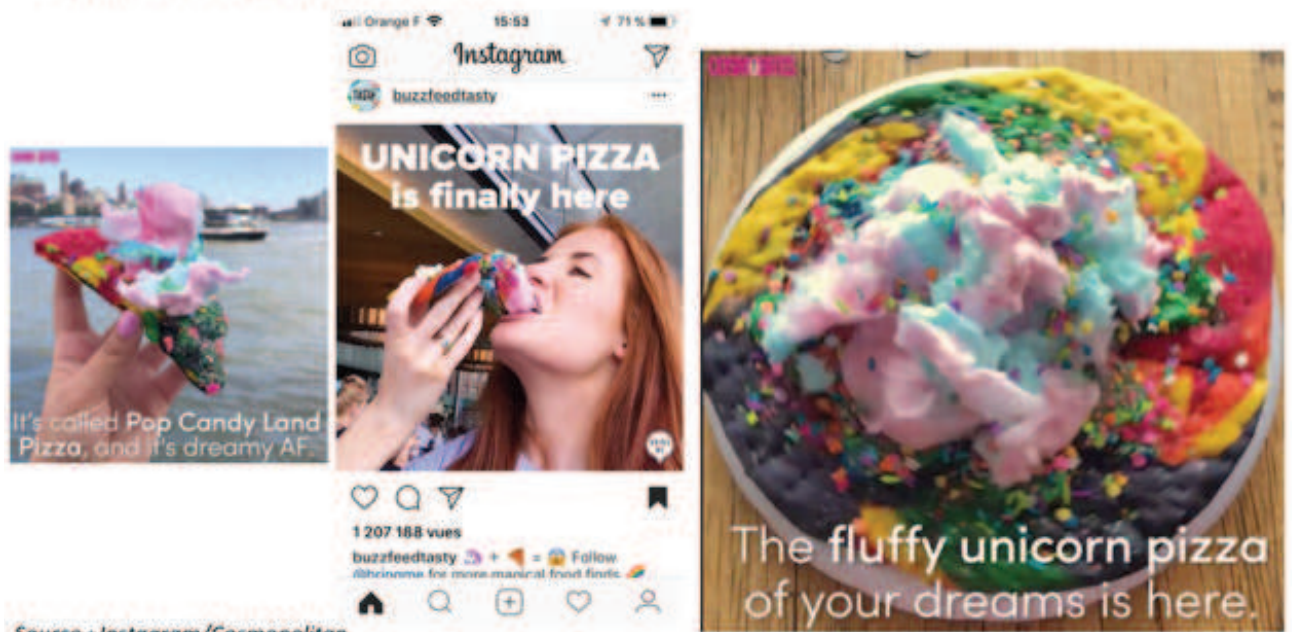 It's called Pop Candy Land
Pizza, and it's dreamy AF.
Orange F 15:53 71 %
Instagram
buzzfeedtasty
UNICORN PIZZA
is finally here
1 207 188 vues
buzzfeedtasty 🦄 + 🍕 = 😱 Follow
@bringme for more magical food finds 🌈
The fluffy unicorn pizza
of your dreams is here.
Source : Instagram/Cosmopolitan